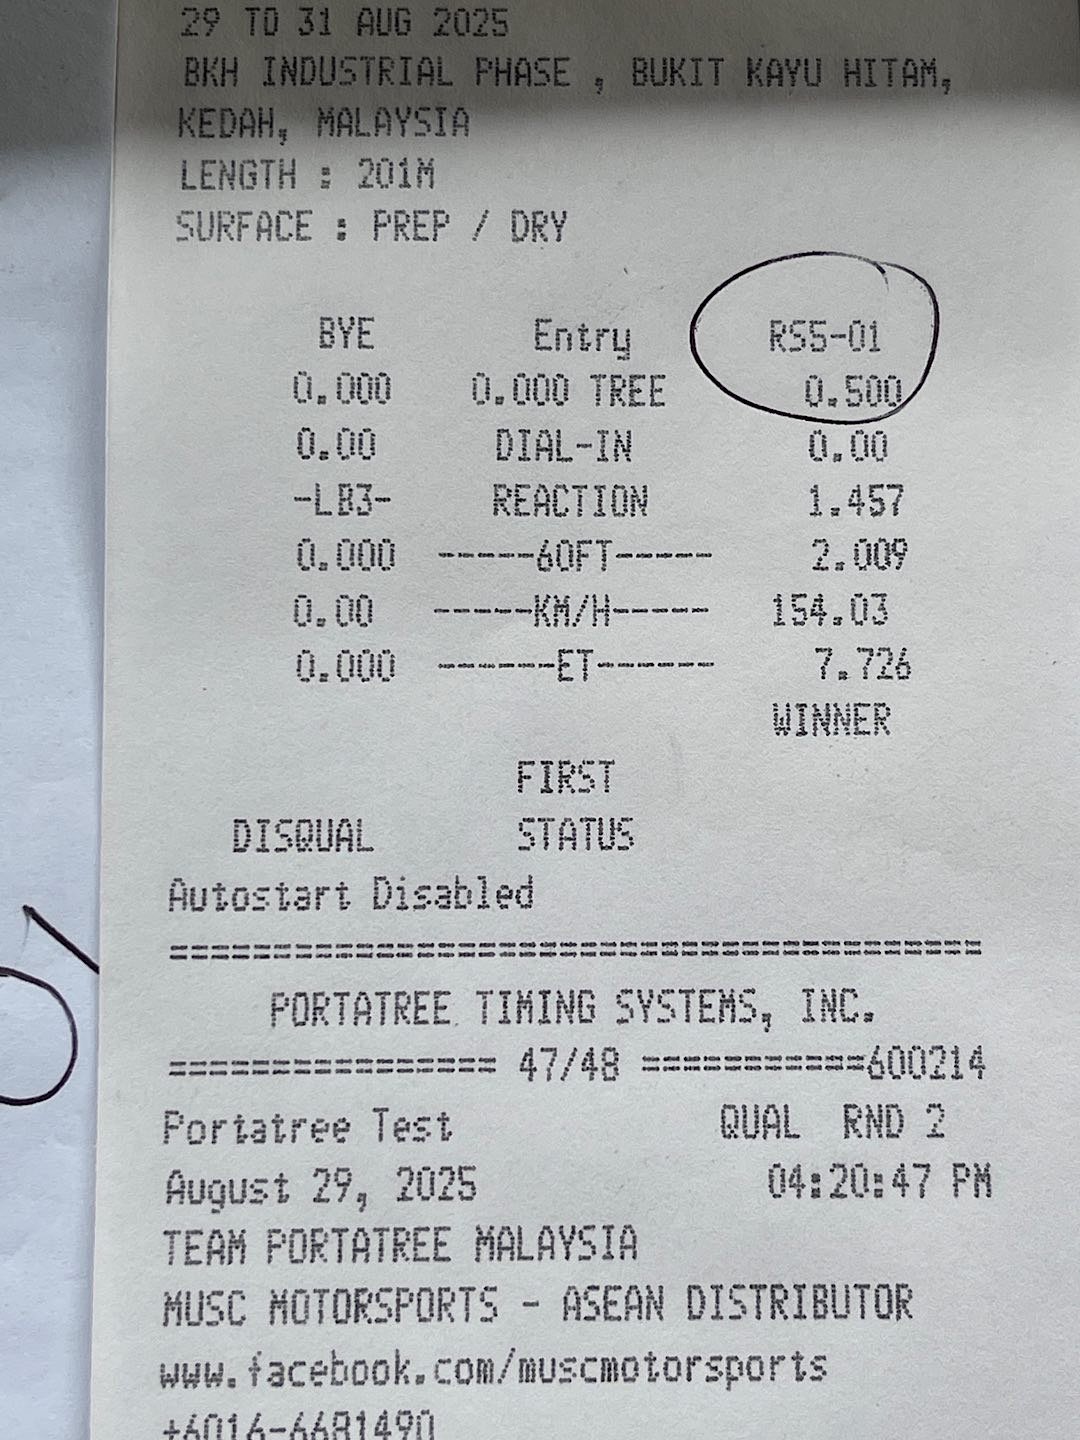 29 TO 31 AUG 2025
BKH INDUSTRIAL PHASE , BUKIT KAYU HITAM,
KEDAH, MALAYSIA
LENGTH : 201M
SURFACE : PREP / DRY
BYE Entry RS5-01
0.000 0.000 TREE 0.500
0.00 DIAL-IN 0.00
-LB3- REACTION 1.457
0.000 -----60FT----- 2.009
0.00 -----KM/H----- 154.03
0.000 ------ET------ 7.726
WINNER
FIRST
DISQUAL STATUS
Autostart Disabled
=========================================
PORTATREE TIMING SYSTEMS, INC.
================ 47/48 ===========600214
Portatree Test QUAL RND 2
August 29, 2025 04:20:47 PM
TEAM PORTATREE MALAYSIA
MUSC MOTORSPORTS - ASEAN DISTRIBUTOR
www.facebook.com/muscmotorsports
+6016-6681490